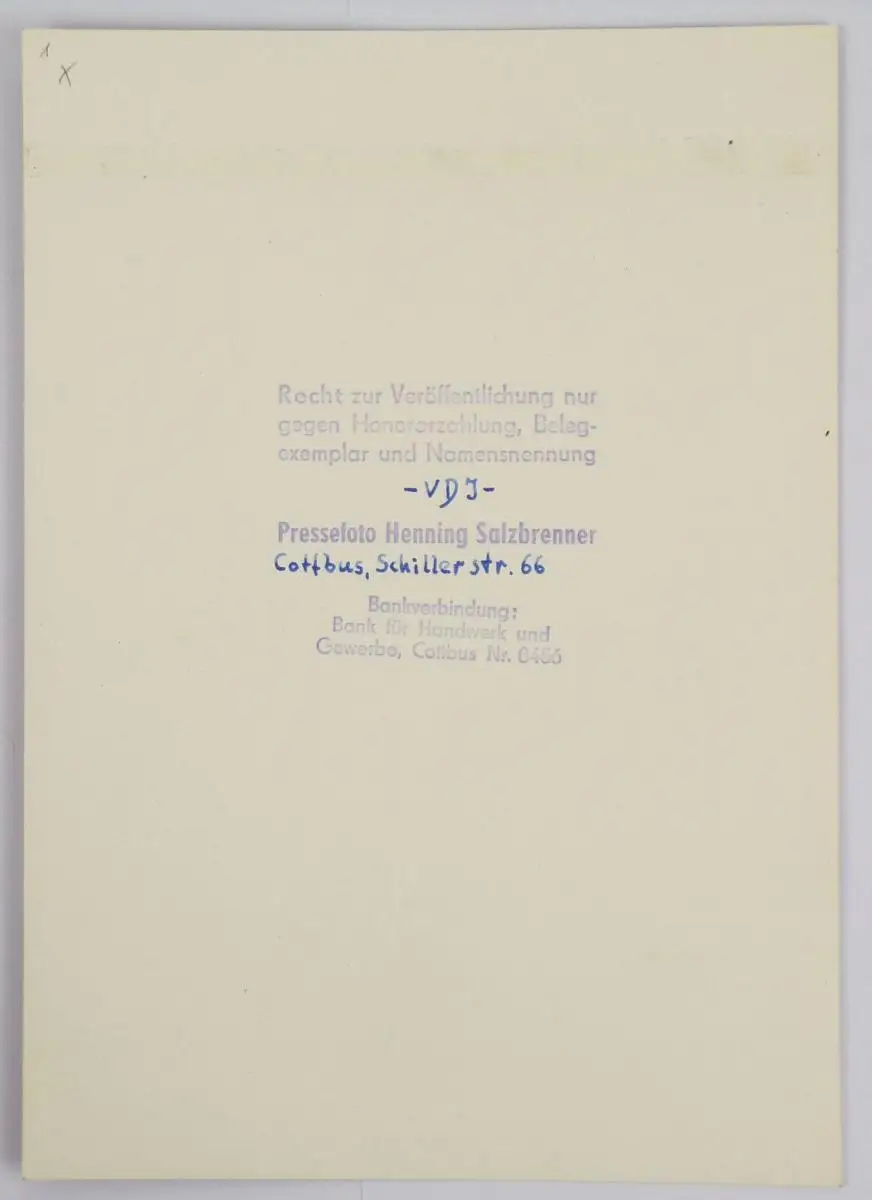 1
X
Recht zur Veröffentlichung nur
gegen Honorarzahlung, Beleg-
exemplar und Namensnennung
-VDJ-
Pressefoto Henning Salzbrenner
Cottbus, Schillerstr. 66
Bankverbindung:
Bank für Handwerk und
Gewerbe, Cottbus Nr.